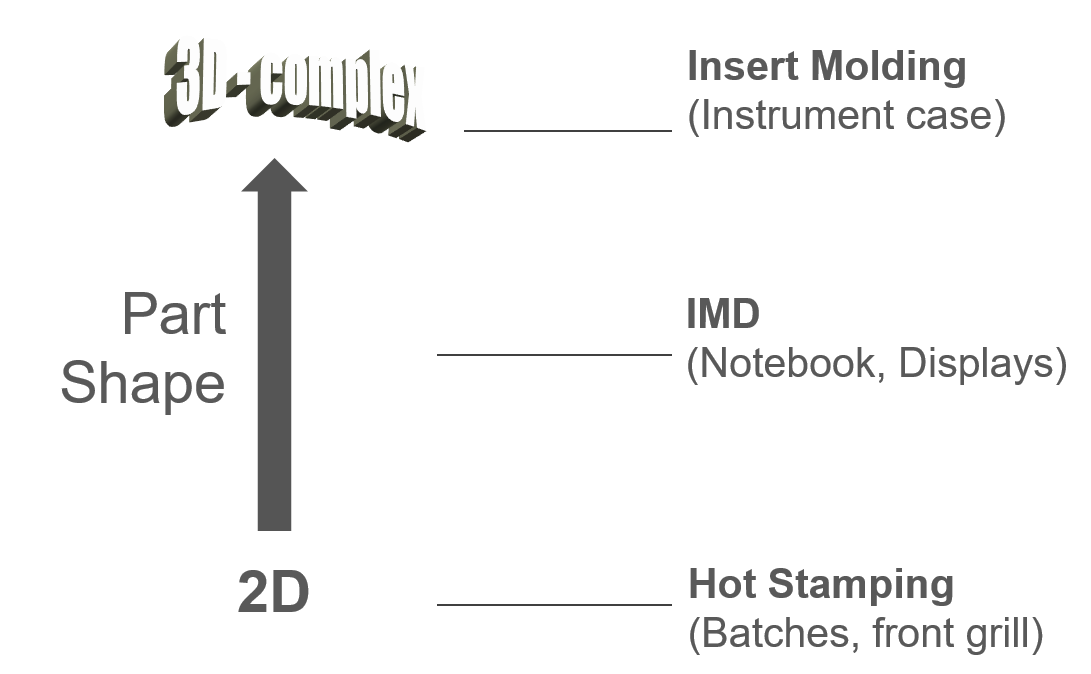 3D - complex
Insert Molding
(Instrument case)
Part
Shape
IMD
(Notebook, Displays)
2D
Hot Stamping
(Batches, front grill)